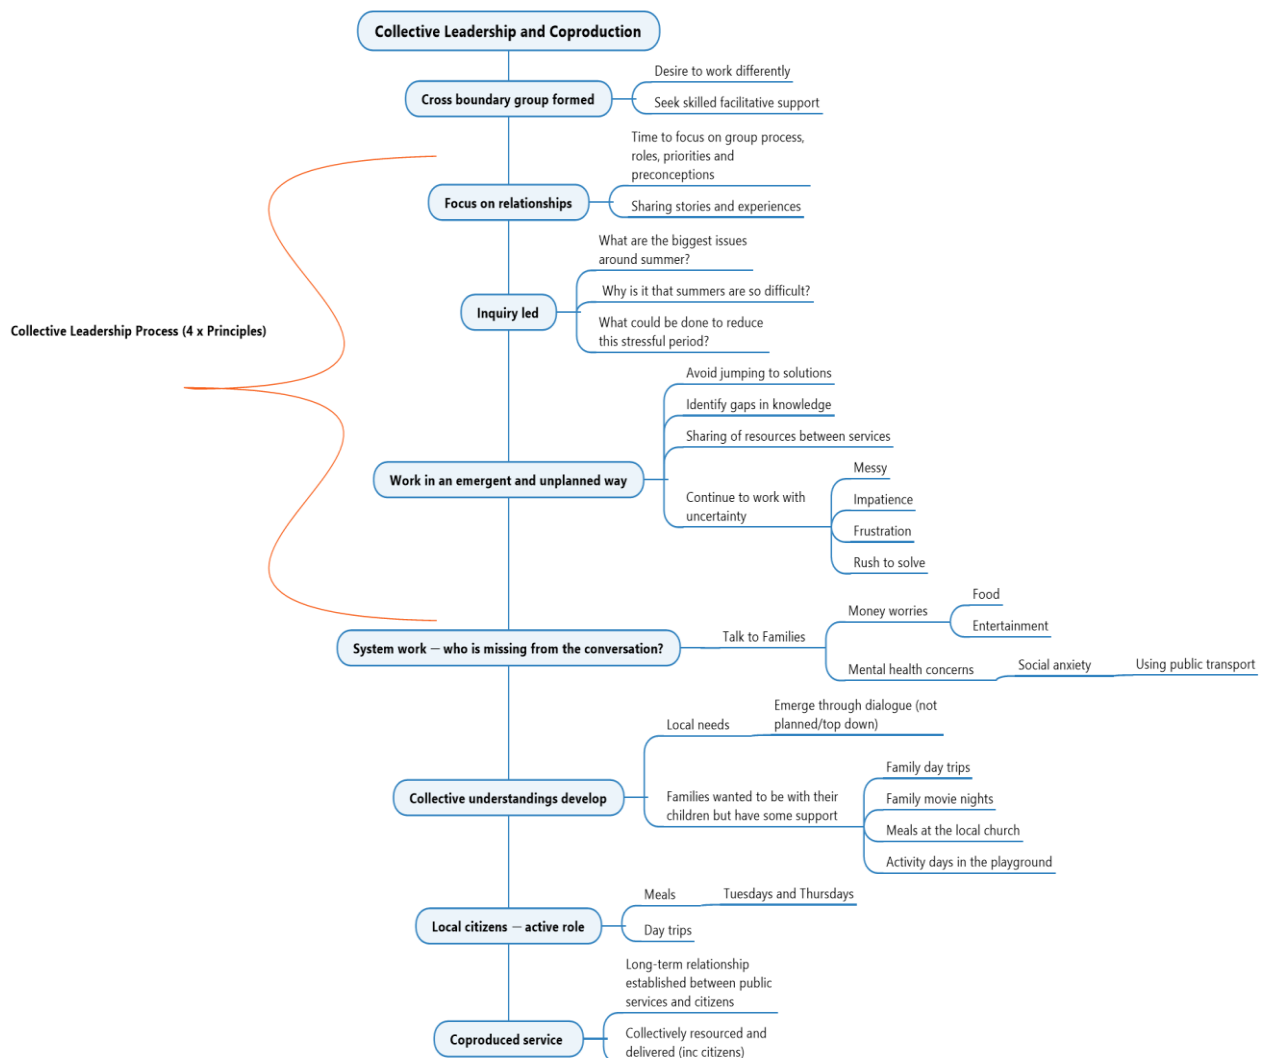 Collective Leadership and Coproduction
Cross boundary group formed
Desire to work differently
Seek skilled facilitative support
Focus on relationships
Time to focus on group process,
roles, priorities and
preconceptions
Sharing stories and experiences
Inquiry led
What are the biggest issues
around summer?
Why is it that summers are so difficult?
What could be done to reduce
this stressful period?
Collective Leadership Process (4 x Principles)
Work in an emergent and unplanned way
Avoid jumping to solutions
Identify gaps in knowledge
Sharing of resources between services
Continue to work with
uncertainty
Messy
Impatience
Frustration
Rush to solve
System work — who is missing from the conversation?
Talk to Families
Money worries
Food
Entertainment
Mental health concerns
Social anxiety
Using public transport
Collective understandings develop
Local needs
Emerge through dialogue (not
planned/top down)
Families wanted to be with their
children but have some support
Family day trips
Family movie nights
Meals at the local church
Activity days in the playground
Local citizens — active role
Meals
Tuesdays and Thursdays
Day trips
Coproduced service
Long-term relationship
established between public
services and citizens
Collectively resourced and
delivered (inc citizens)